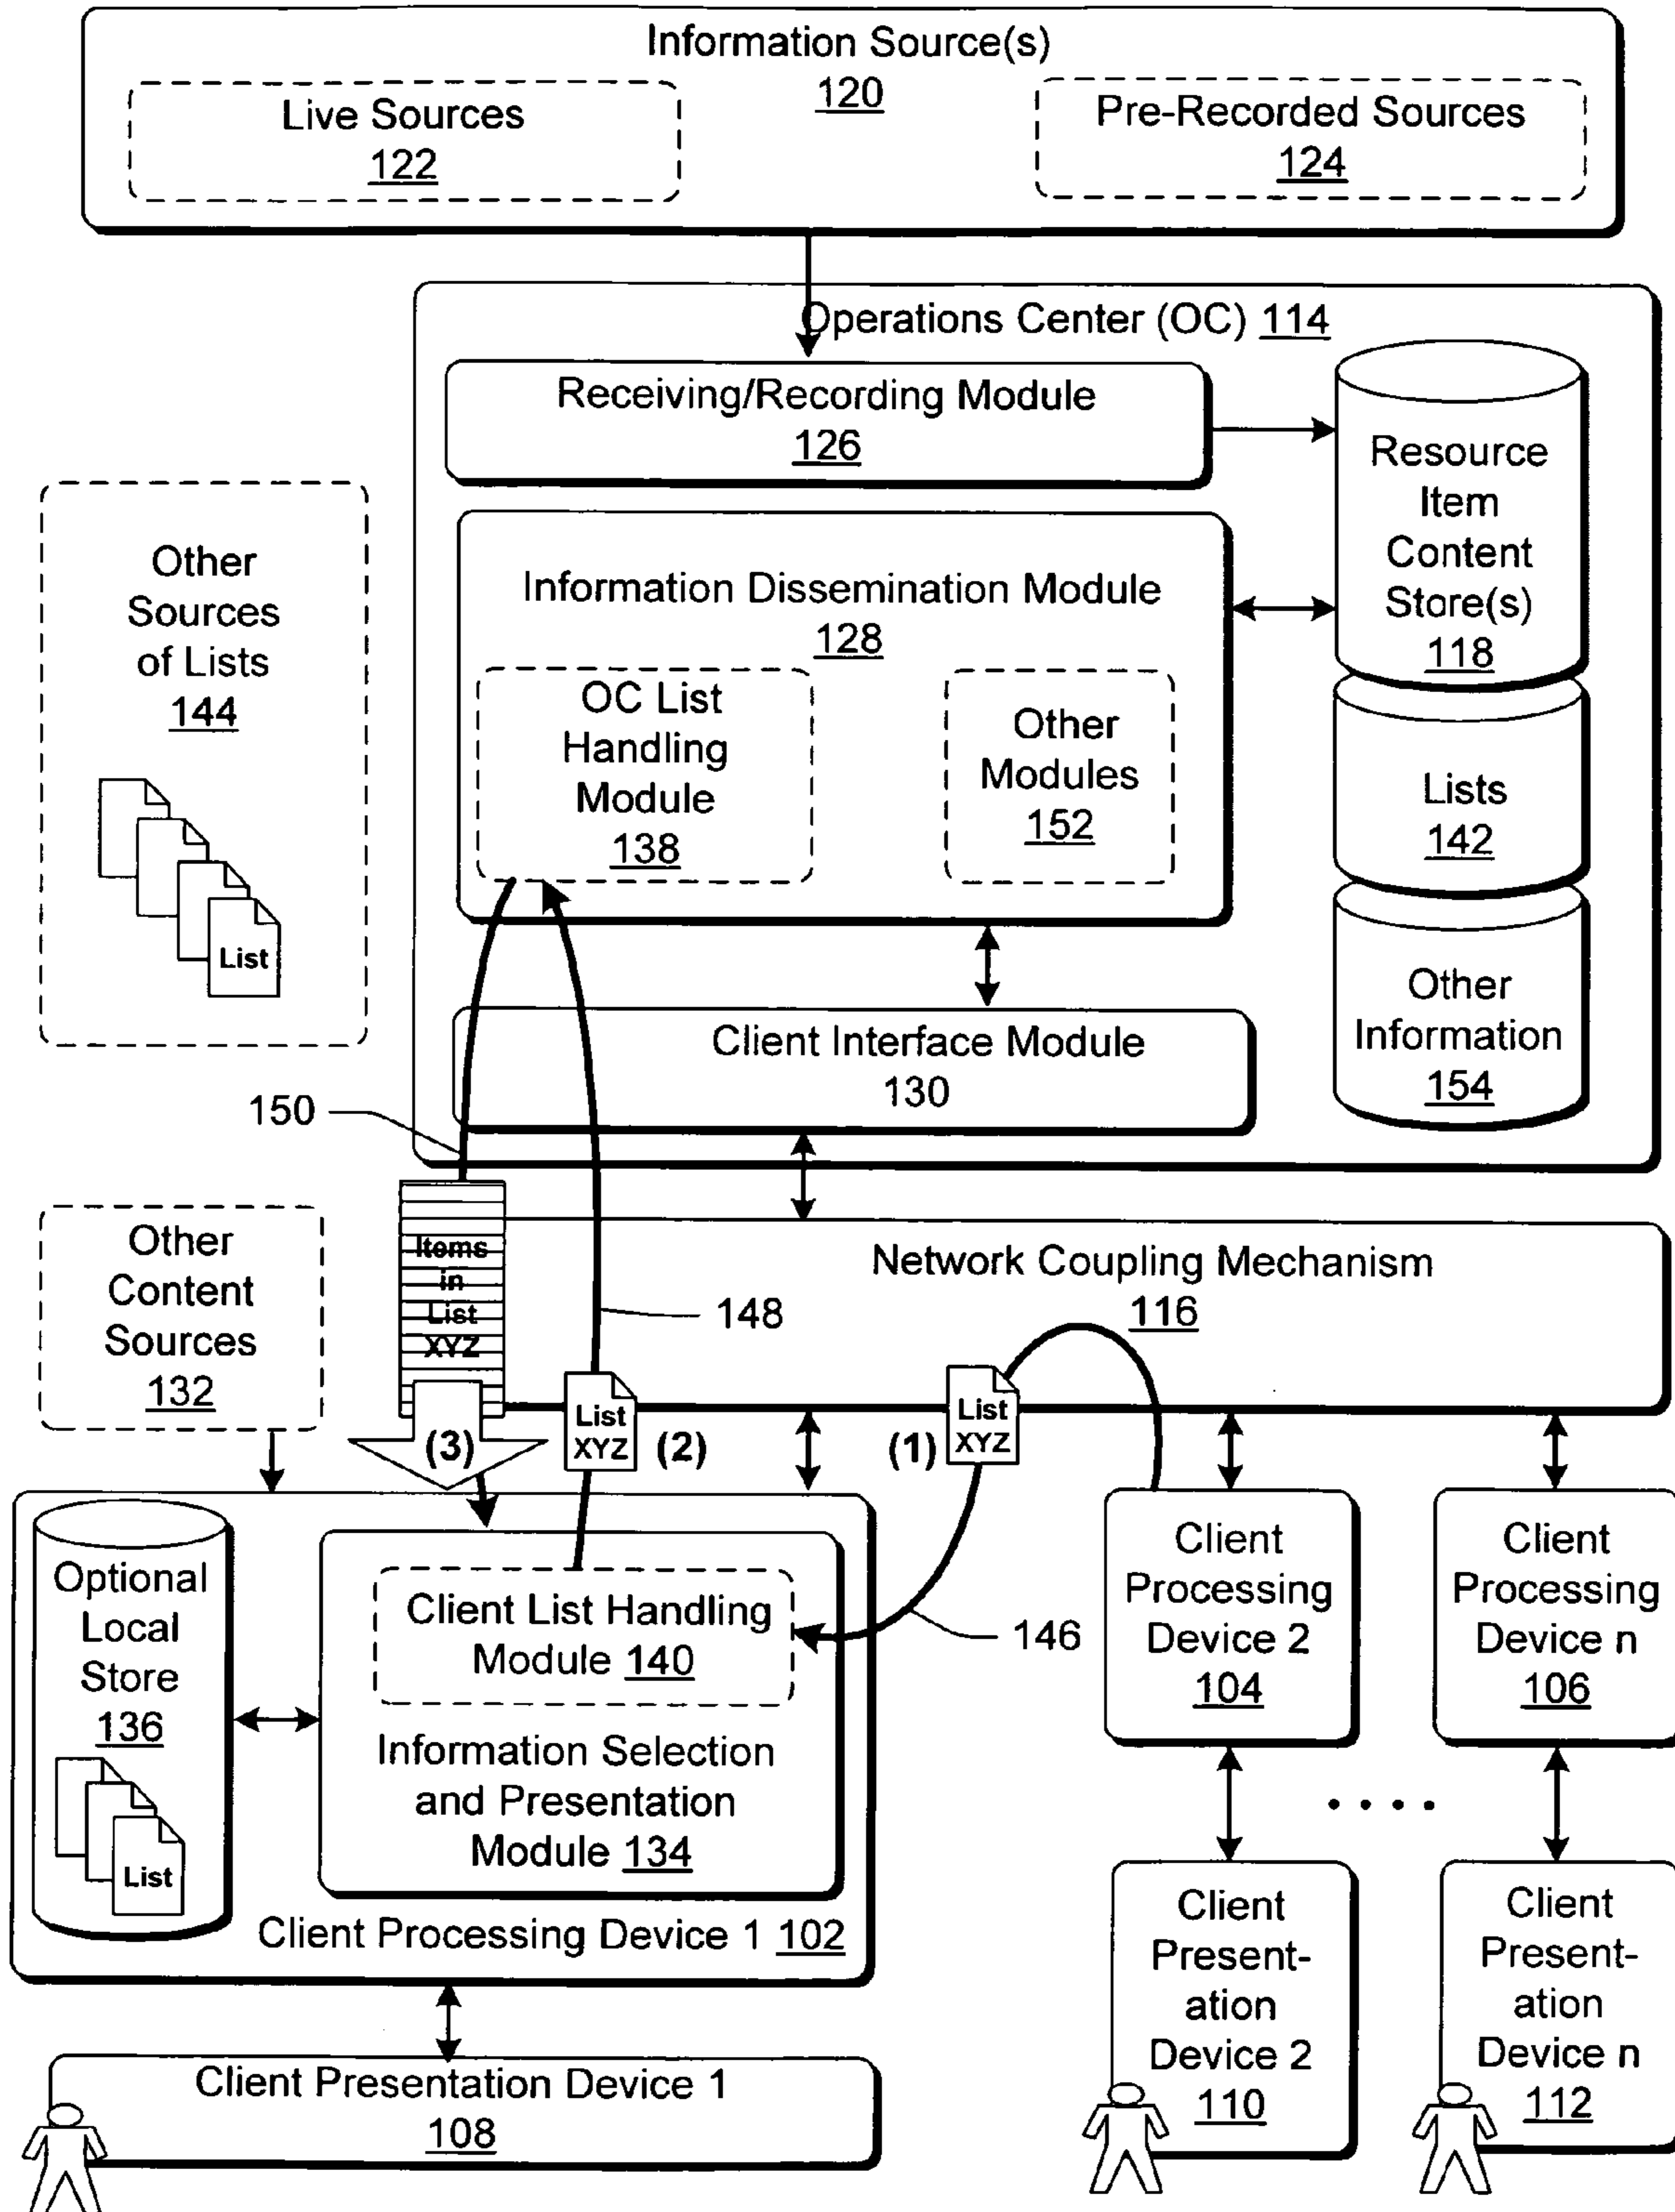 Information Source(s)
120
Live Sources
122
Pre-Recorded Sources
124
Operations Center (OC) 114
Receiving/Recording Module
126
Resource
Item
Content
Store(s)
118
Other
Sources
of Lists
144
List
Information Dissemination Module
128
OC List
Handling
Module
138
Other
Modules
152
Lists
142
Other
Information
154
Client Interface Module
130
150
Other
Content
Sources
132
Items
in
List
XYZ
(3)
148
List
XYZ
(2)
Network Coupling Mechanism
116
(1)
List
XYZ
146
Optional
Local
Store
136
List
Client List Handling
Module 140
Information Selection
and Presentation
Module 134
Client Processing Device 1 102
Client
Processing
Device 2
104
Client
Processing
Device n
106
. . . .
Client Presentation Device 1
108
Client
Present-
ation
Device 2
110
Client
Present-
ation
Device n
112